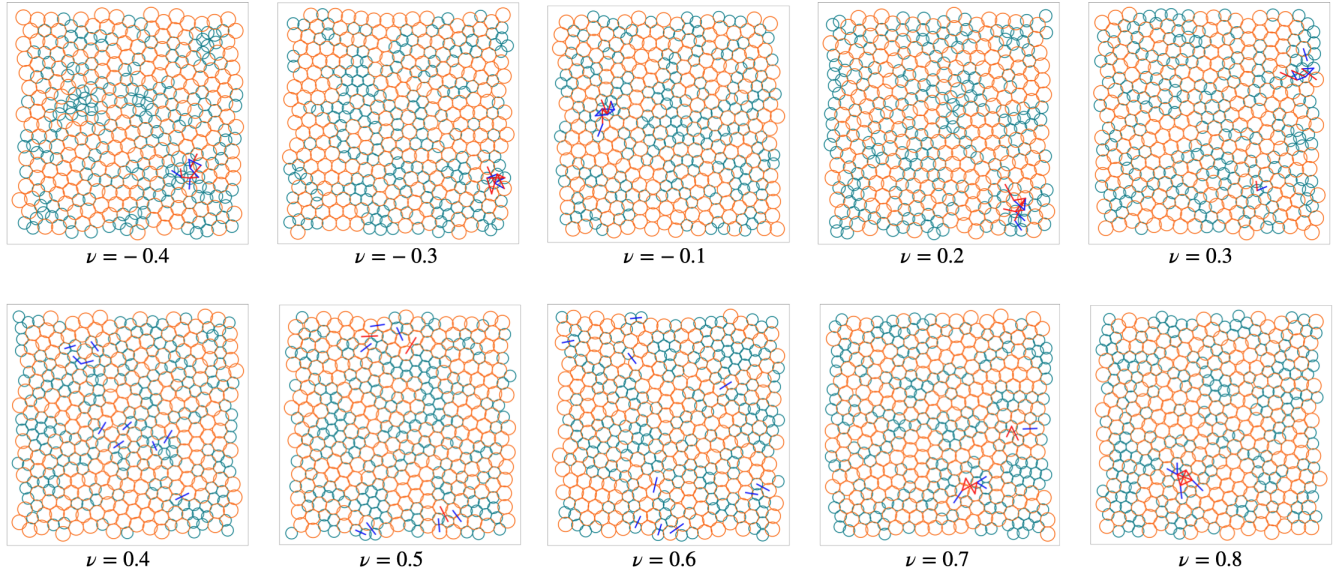 ν = − 0.4
ν = − 0.3
ν = − 0.1
ν = 0.2
ν = 0.3
ν = 0.4
ν = 0.5
ν = 0.6
ν = 0.7
ν = 0.8